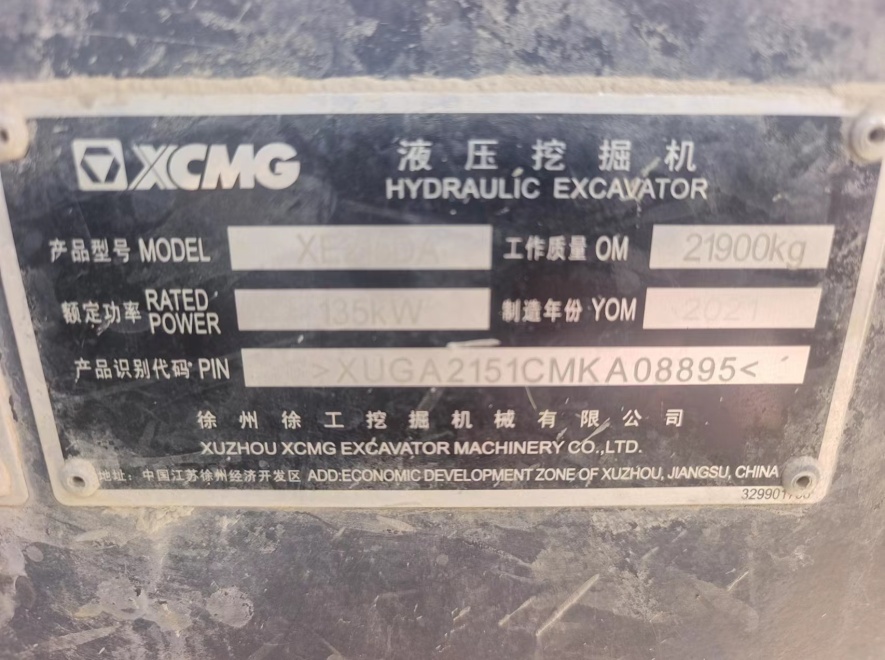 XCMG 液压挖掘机
HYDRAULIC EXCAVATOR
产品型号 MODEL 工作质量 OM 21900kg
额定功率 RATED POWER 135kW 制造年份 YOM 2021
产品识别代码 PIN >XUGA2151CMKA08895<
徐州徐工挖掘机械有限公司
XUZHOU XCMG EXCAVATOR MACHINERY CO.,LTD.
地址：中国江苏徐州经济开发区 ADD:ECONOMIC DEVELOPMENT ZONE OF XUZHOU, JIANGSU, CHINA